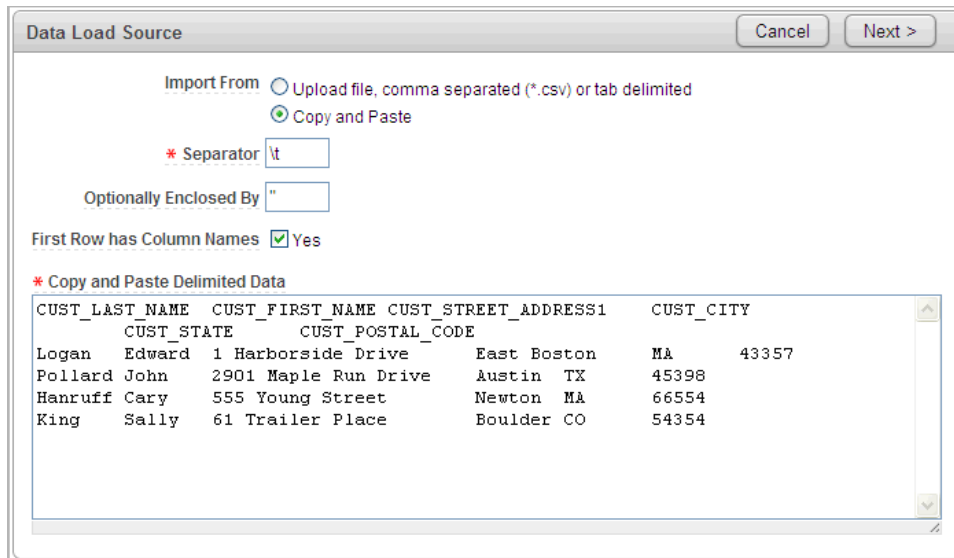 Data Load Source Cancel Next >
Import From Upload file, comma separated (*.csv) or tab delimited
Copy and Paste
* Separator \t
Optionally Enclosed By "
First Row has Column Names Yes
* Copy and Paste Delimited Data
CUST_LAST_NAME CUST_FIRST_NAME CUST_STREET_ADDRESS1 CUST_CITY
CUST_STATE CUST_POSTAL_CODE
Logan Edward 1 Harborside Drive East Boston MA 43357
Pollard John 2901 Maple Run Drive Austin TX 45398
Hanruff Cary 555 Young Street Newton MA 66554
King Sally 61 Trailer Place Boulder CO 54354